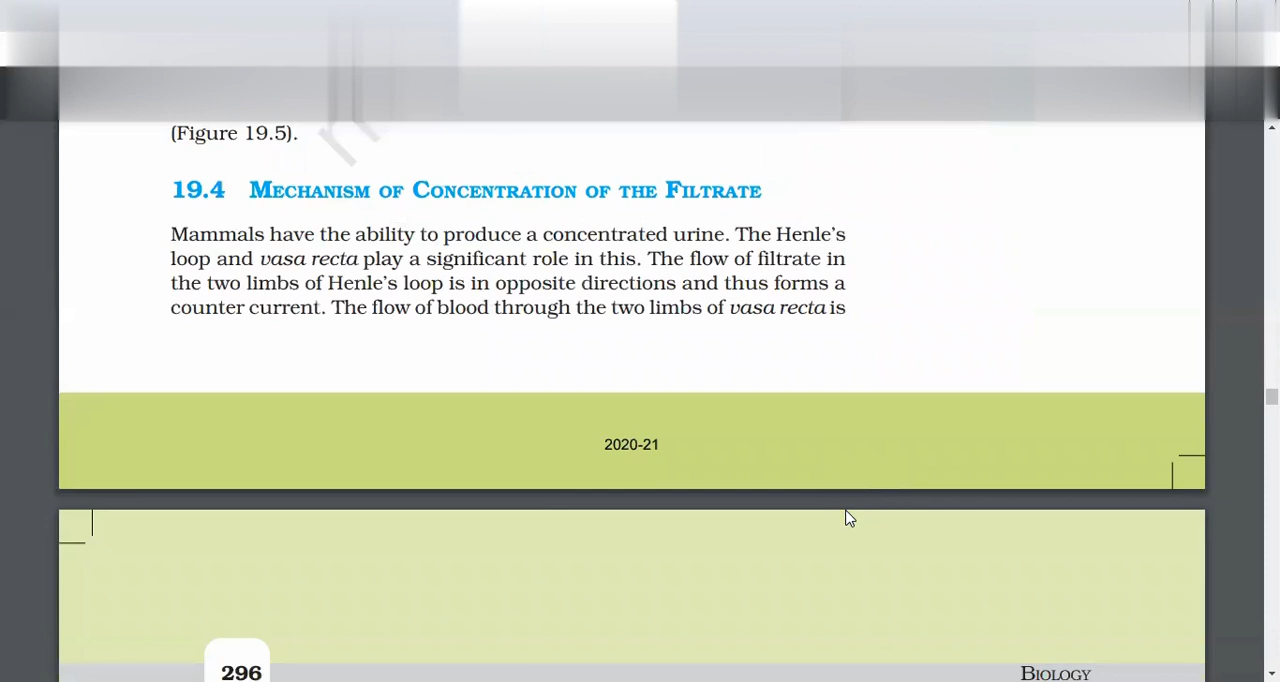 (Figure 19.5).
19.4 Mechanism of Concentration of the Filtrate
Mammals have the ability to produce a concentrated urine. The Henle's
loop and vasa recta play a significant role in this. The flow of filtrate in
the two limbs of Henle's loop is in opposite directions and thus forms a
counter current. The flow of blood through the two limbs of vasa recta is
2020-21
296
Biology